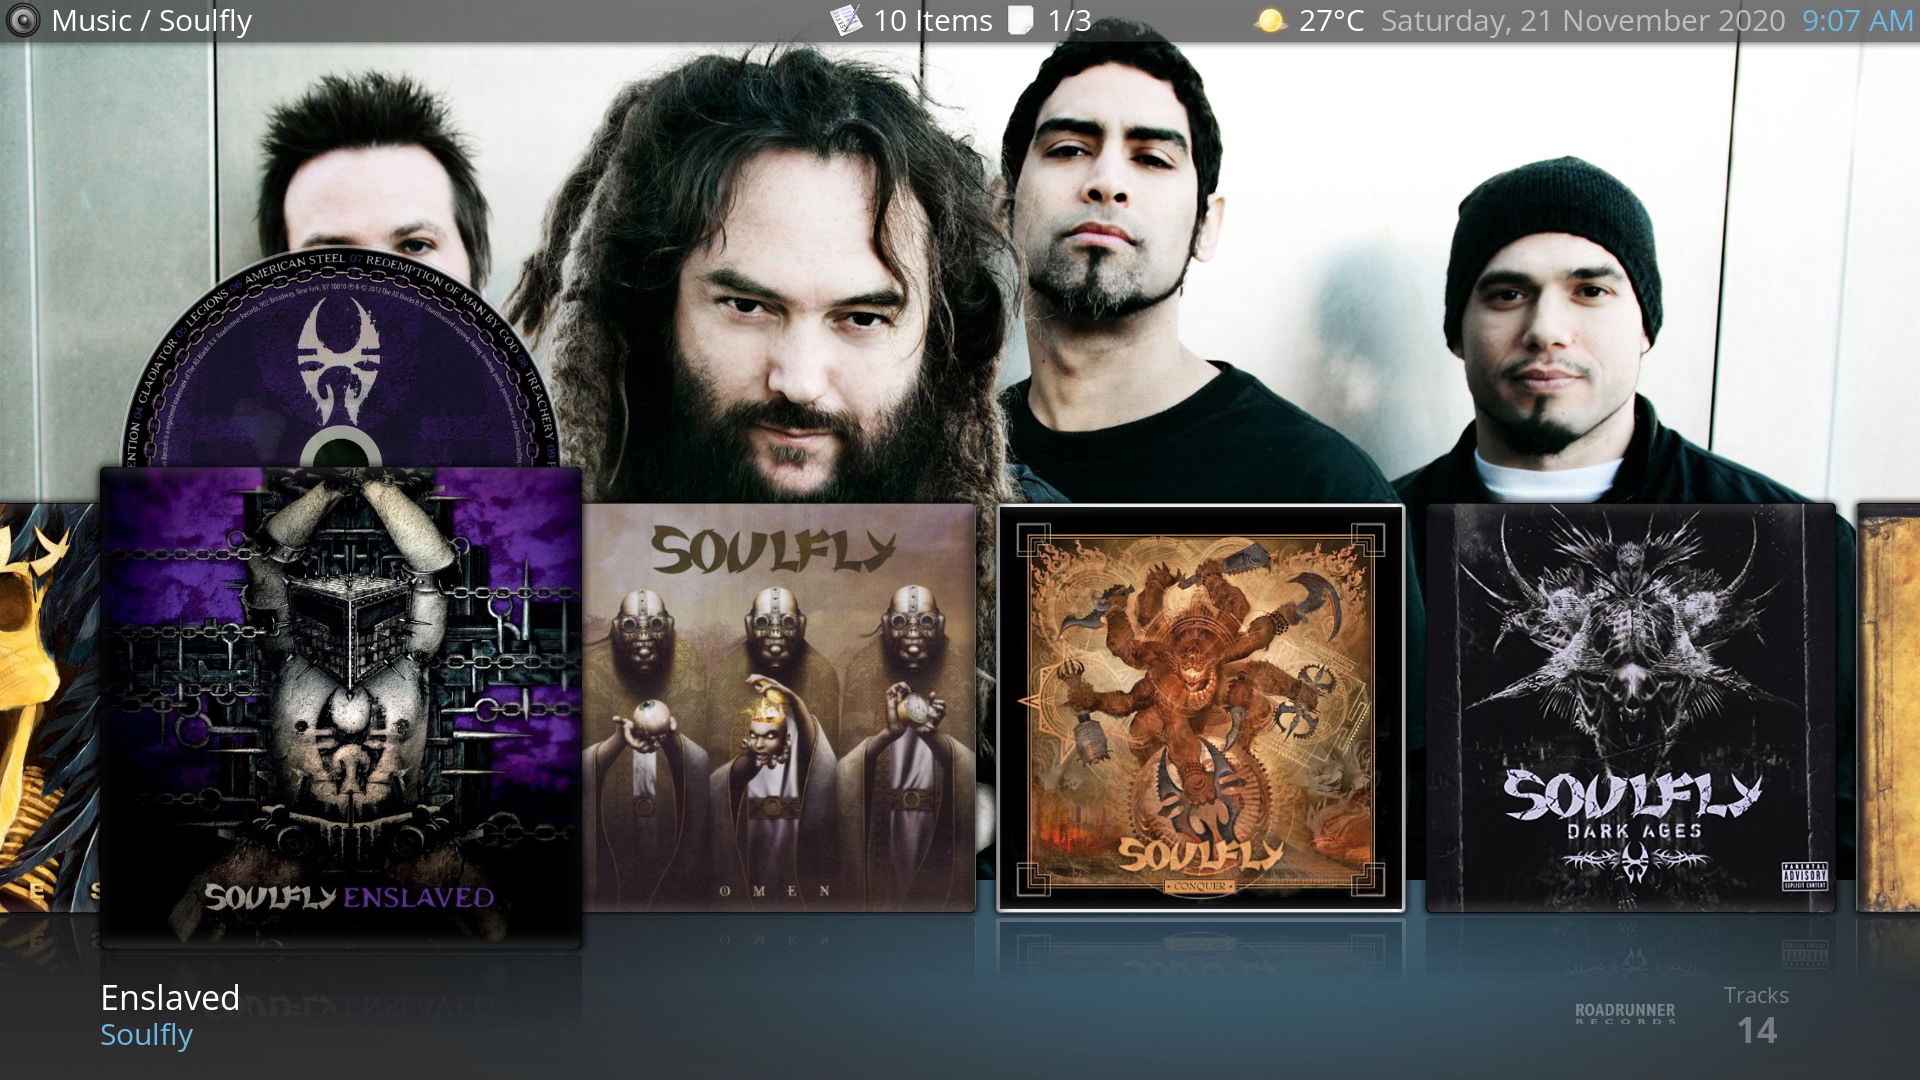 Music / Soulfly
10 Items
1/3
27°C
Saturday, 21 November 2020
9:07 AM
ENTION 04 GLADIATOR 05 LEGIONS 06 AMERICAN STEEL 07 REDEMPTION OF MAN BY GOD 08 TREACHERY 09
E S
SOULFLY ENSLAVED
SOULFLY
OMEN
SOULFLY
CONQUER
SOULFLY
DARK AGES
PARENTAL
ADVISORY
EXPLICIT CONTENT
Enslaved
Soulfly
ROADRUNNER
RECORDS
Tracks
14